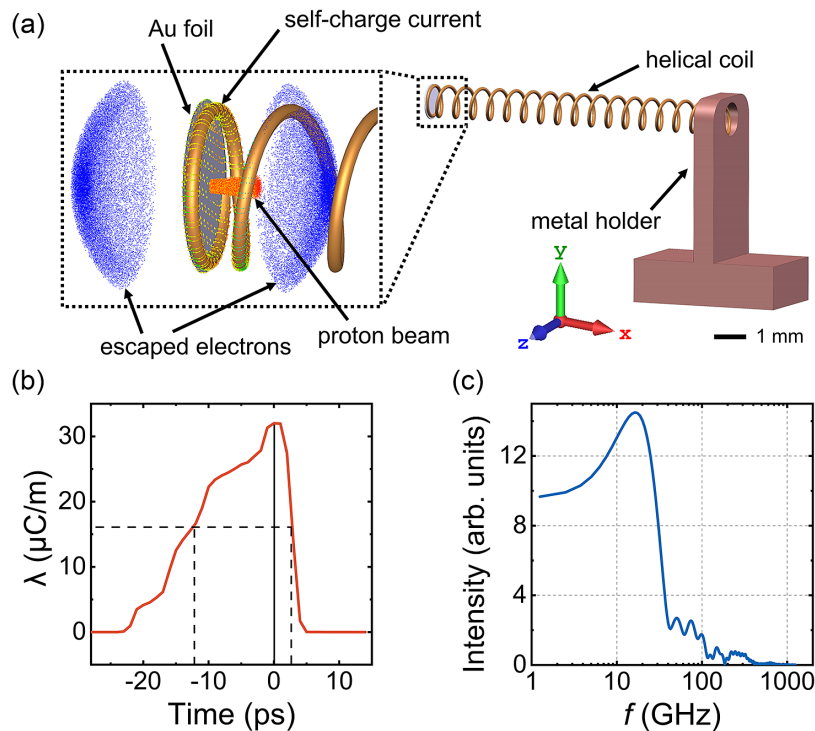 (a)
Au foil
self-charge current
helical coil
metal holder
escaped electrons
proton beam
y
z
x
1 mm
(b)
λ (µC/m)
30
20
10
0
-20
-10
0
10
Time (ps)
(c)
Intensity (arb. units)
12
8
4
0
1
10
100
1000
f (GHz)